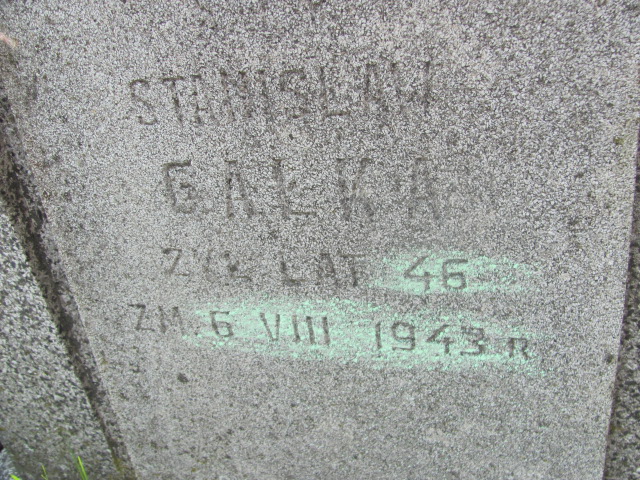 STANISŁAW
GAŁKA
ŻYŁ LAT 46
ZM. 6 VIII 1943 R